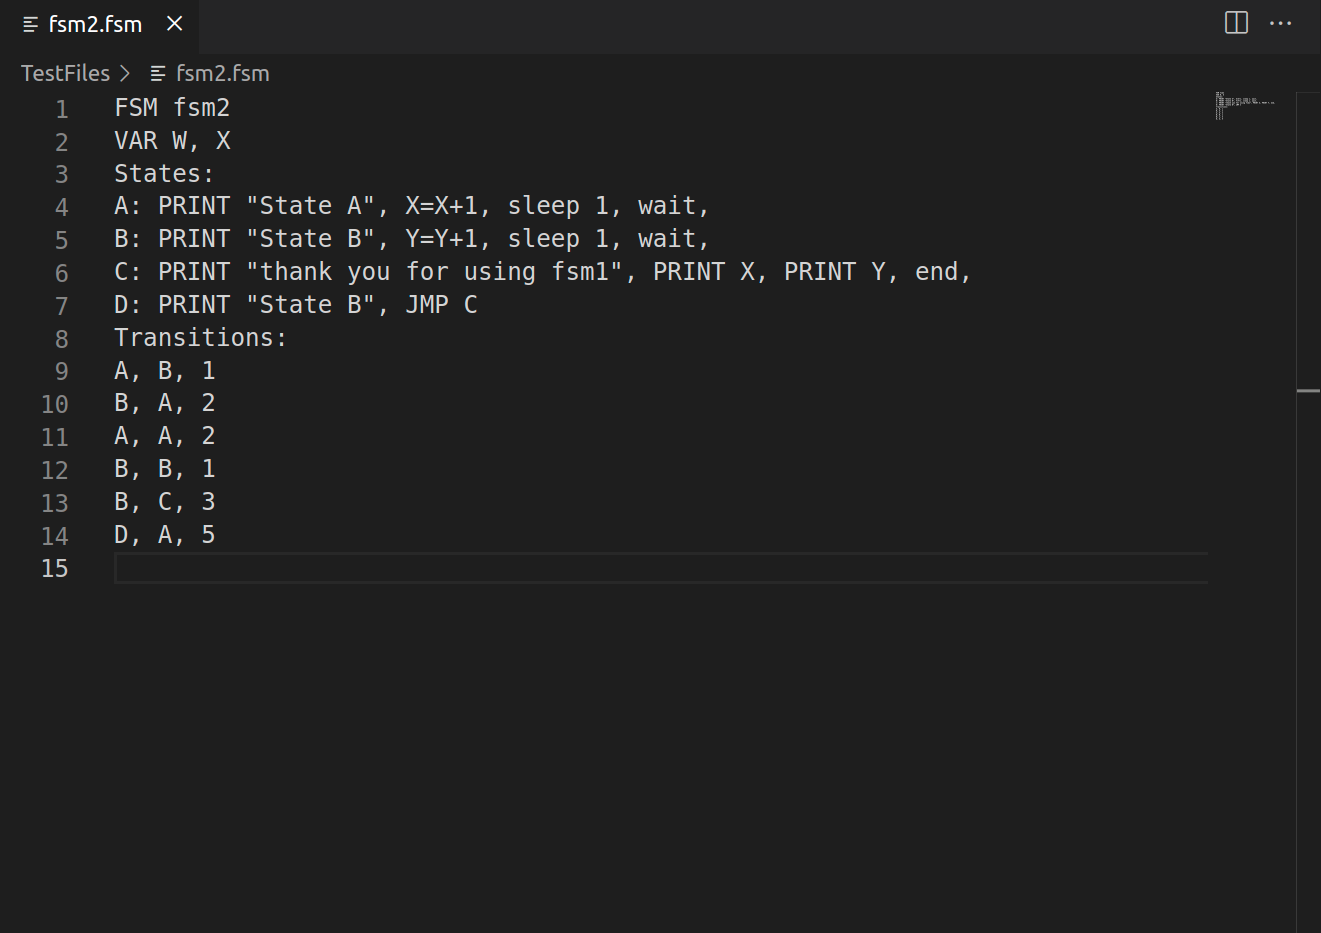 fsm2.fsm
TestFiles > fsm2.fsm
1 FSM fsm2
2 VAR W, X
3 States:
4 A: PRINT "State A", X=X+1, sleep 1, wait,
5 B: PRINT "State B", Y=Y+1, sleep 1, wait,
6 C: PRINT "thank you for using fsm1", PRINT X, PRINT Y, end,
7 D: PRINT "State B", JMP C
8 Transitions:
9 A, B, 1
10 B, A, 2
11 A, A, 2
12 B, B, 1
13 B, C, 3
14 D, A, 5
15